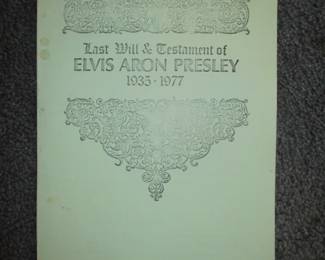 Last Will & Testament of
ELVIS ARON PRESLEY
1935-1977